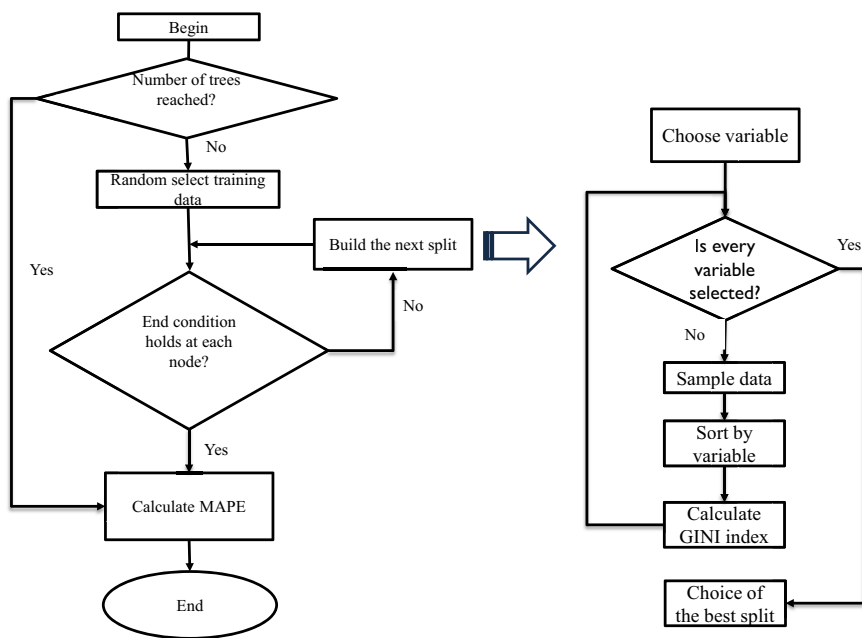 Begin
Number of trees
reached?
No
Random select training
data
Build the next split
Yes
No
End condition
holds at each
node?
Yes
Calculate MAPE
End
Choose variable
Is every
variable
selected?
Yes
No
Sample data
Sort by
variable
Calculate
GINI index
Choice of
the best split